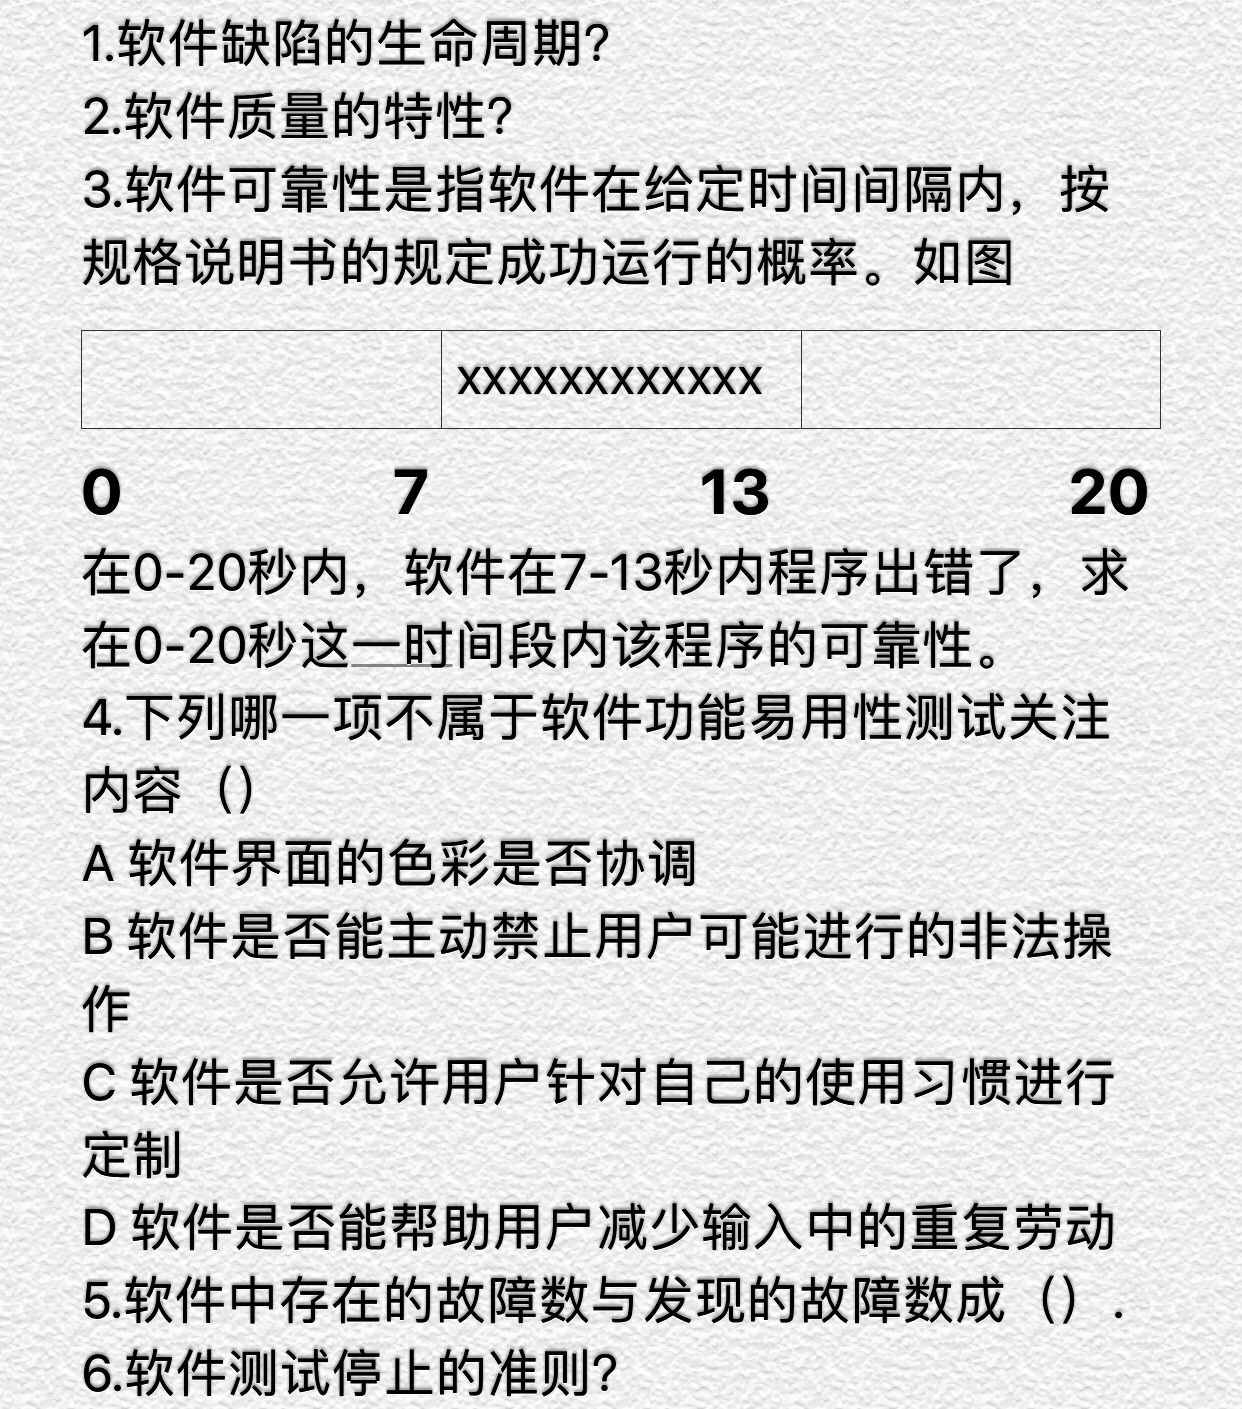 1.软件缺陷的生命周期?
2.软件质量的特性?
3.软件可靠性是指软件在给定时间间隔内，按
规格说明书的规定成功运行的概率。如图
xxxxxxxxxxxx
0 7 13 20
在0-20秒内，软件在7-13秒内程序出错了，求
在0-20秒这一时间段内该程序的可靠性。
4.下列哪一项不属于软件功能易用性测试关注
内容（）
A 软件界面的色彩是否协调
B 软件是否能主动禁止用户可能进行的非法操
作
C 软件是否允许用户针对自己的使用习惯进行
定制
D 软件是否能帮助用户减少输入中的重复劳动
5.软件中存在的故障数与发现的故障数成（）.
6.软件测试停止的准则?